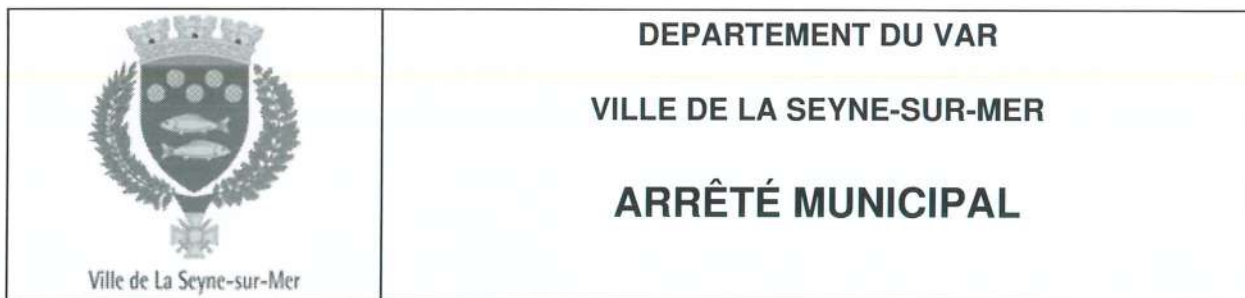 Ville de La Seyne-sur-Mer
DEPARTEMENT DU VAR
VILLE DE LA SEYNE-SUR-MER
ARRÊTÉ MUNICIPAL